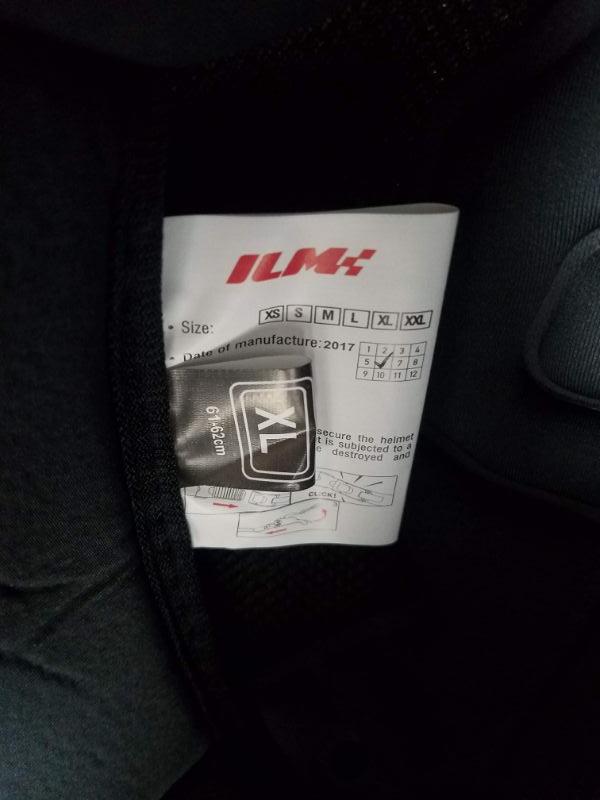 ILM
• Size: XS S M L XL XXL
• Date of manufacture: 2017
1 2 3 4
5 7 8
9 10 11 12
XL
61-62cm
secure the helmet
it is subjected to a
destroyed and
CLICK!